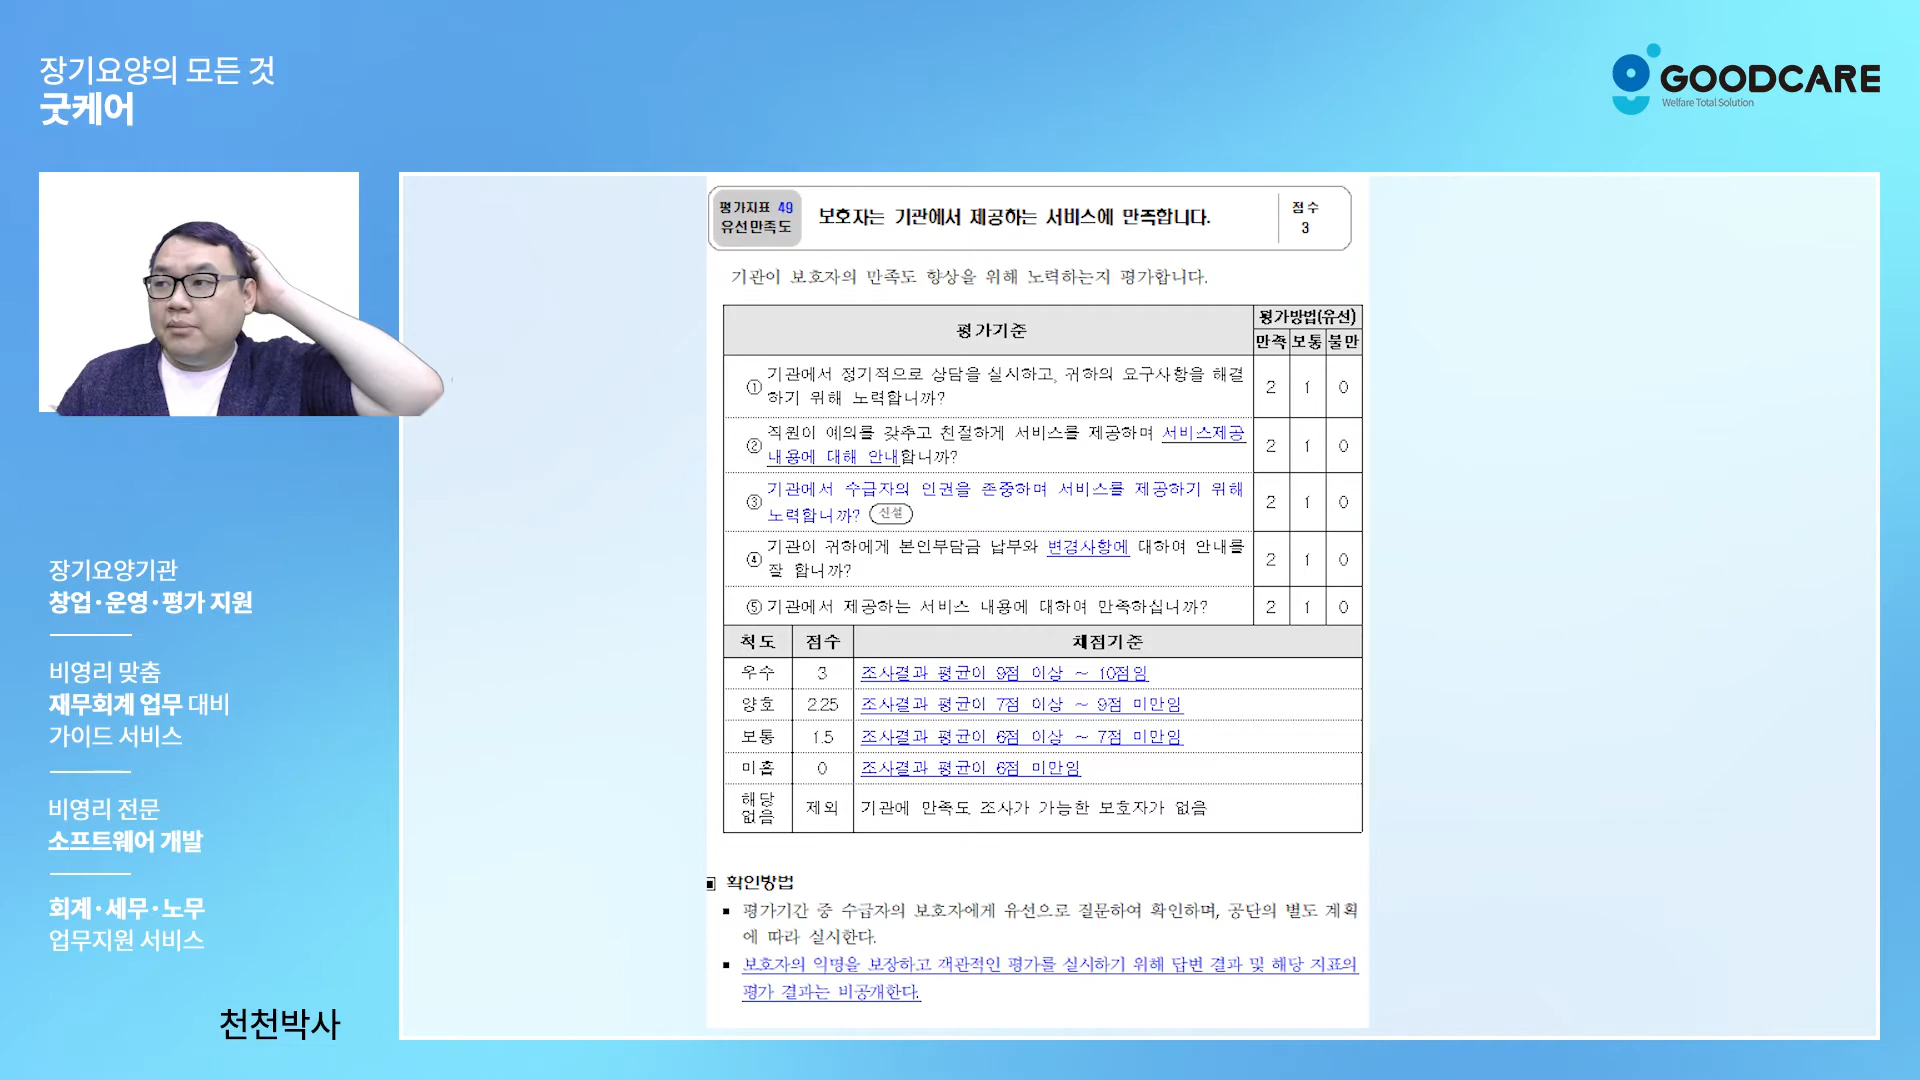 장기요양의 모든 것
굿케어
GOODCARE
Welfare Total Solution
장기요양기관
창업·운영·평가 지원
비영리 맞춤
재무회계 업무 대비
가이드 서비스
비영리 전문
소프트웨어 개발
회계·세무·노무
업무지원 서비스
천천박사
평가지표 49
유선만족도
보호자는 기관에서 제공하는 서비스에 만족합니다.
점수
3
기관이 보호자의 만족도 향상을 위해 노력하는지 평가합니다.
평가기준
평가방법(유선)
만족 보통 불만
① 기관에서 정기적으로 상담을 실시하고, 귀하의 요구사항을 해결
하기 위해 노력합니까?
2 1 0
② 직원이 예의를 갖추고 친절하게 서비스를 제공하며 서비스제공
내용에 대해 안내합니까?
2 1 0
③ 기관에서 수급자의 인권을 존중하며 서비스를 제공하기 위해
노력합니까? 신설
2 1 0
④ 기관이 귀하에게 본인부담금 납부와 변경사항에 대하여 안내를
잘 합니까?
2 1 0
⑤ 기관에서 제공하는 서비스 내용에 대하여 만족하십니까? 2 1 0
척도 점수 채점기준
우수 3 조사결과 평균이 9점 이상 ~ 10점임
양호 2.25 조사결과 평균이 7점 이상 ~ 9점 미만임
보통 1.5 조사결과 평균이 6점 이상 ~ 7점 미만임
미흡 0 조사결과 평균이 6점 미만임
해당
없음
제외 기관에 만족도 조사가 가능한 보호자가 없음
▣ 확인방법
▪ 평가기간 중 수급자의 보호자에게 유선으로 질문하여 확인하며, 공단의 별도 계획
에 따라 실시한다.
▪ 보호자의 익명을 보장하고 객관적인 평가를 실시하기 위해 답변 결과 및 해당 지표의
평가 결과는 비공개한다.